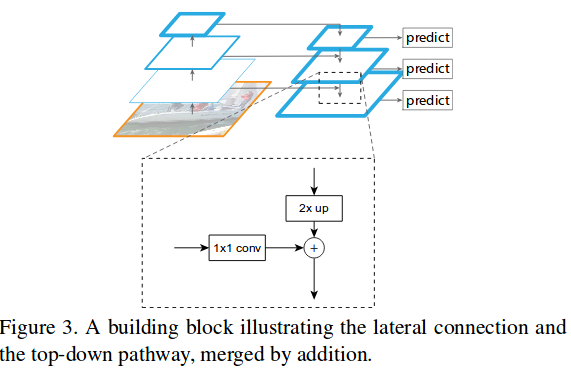 predict
predict
predict
2x up
1x1 conv
+
Figure 3. A building block illustrating the lateral connection and
the top-down pathway, merged by addition.